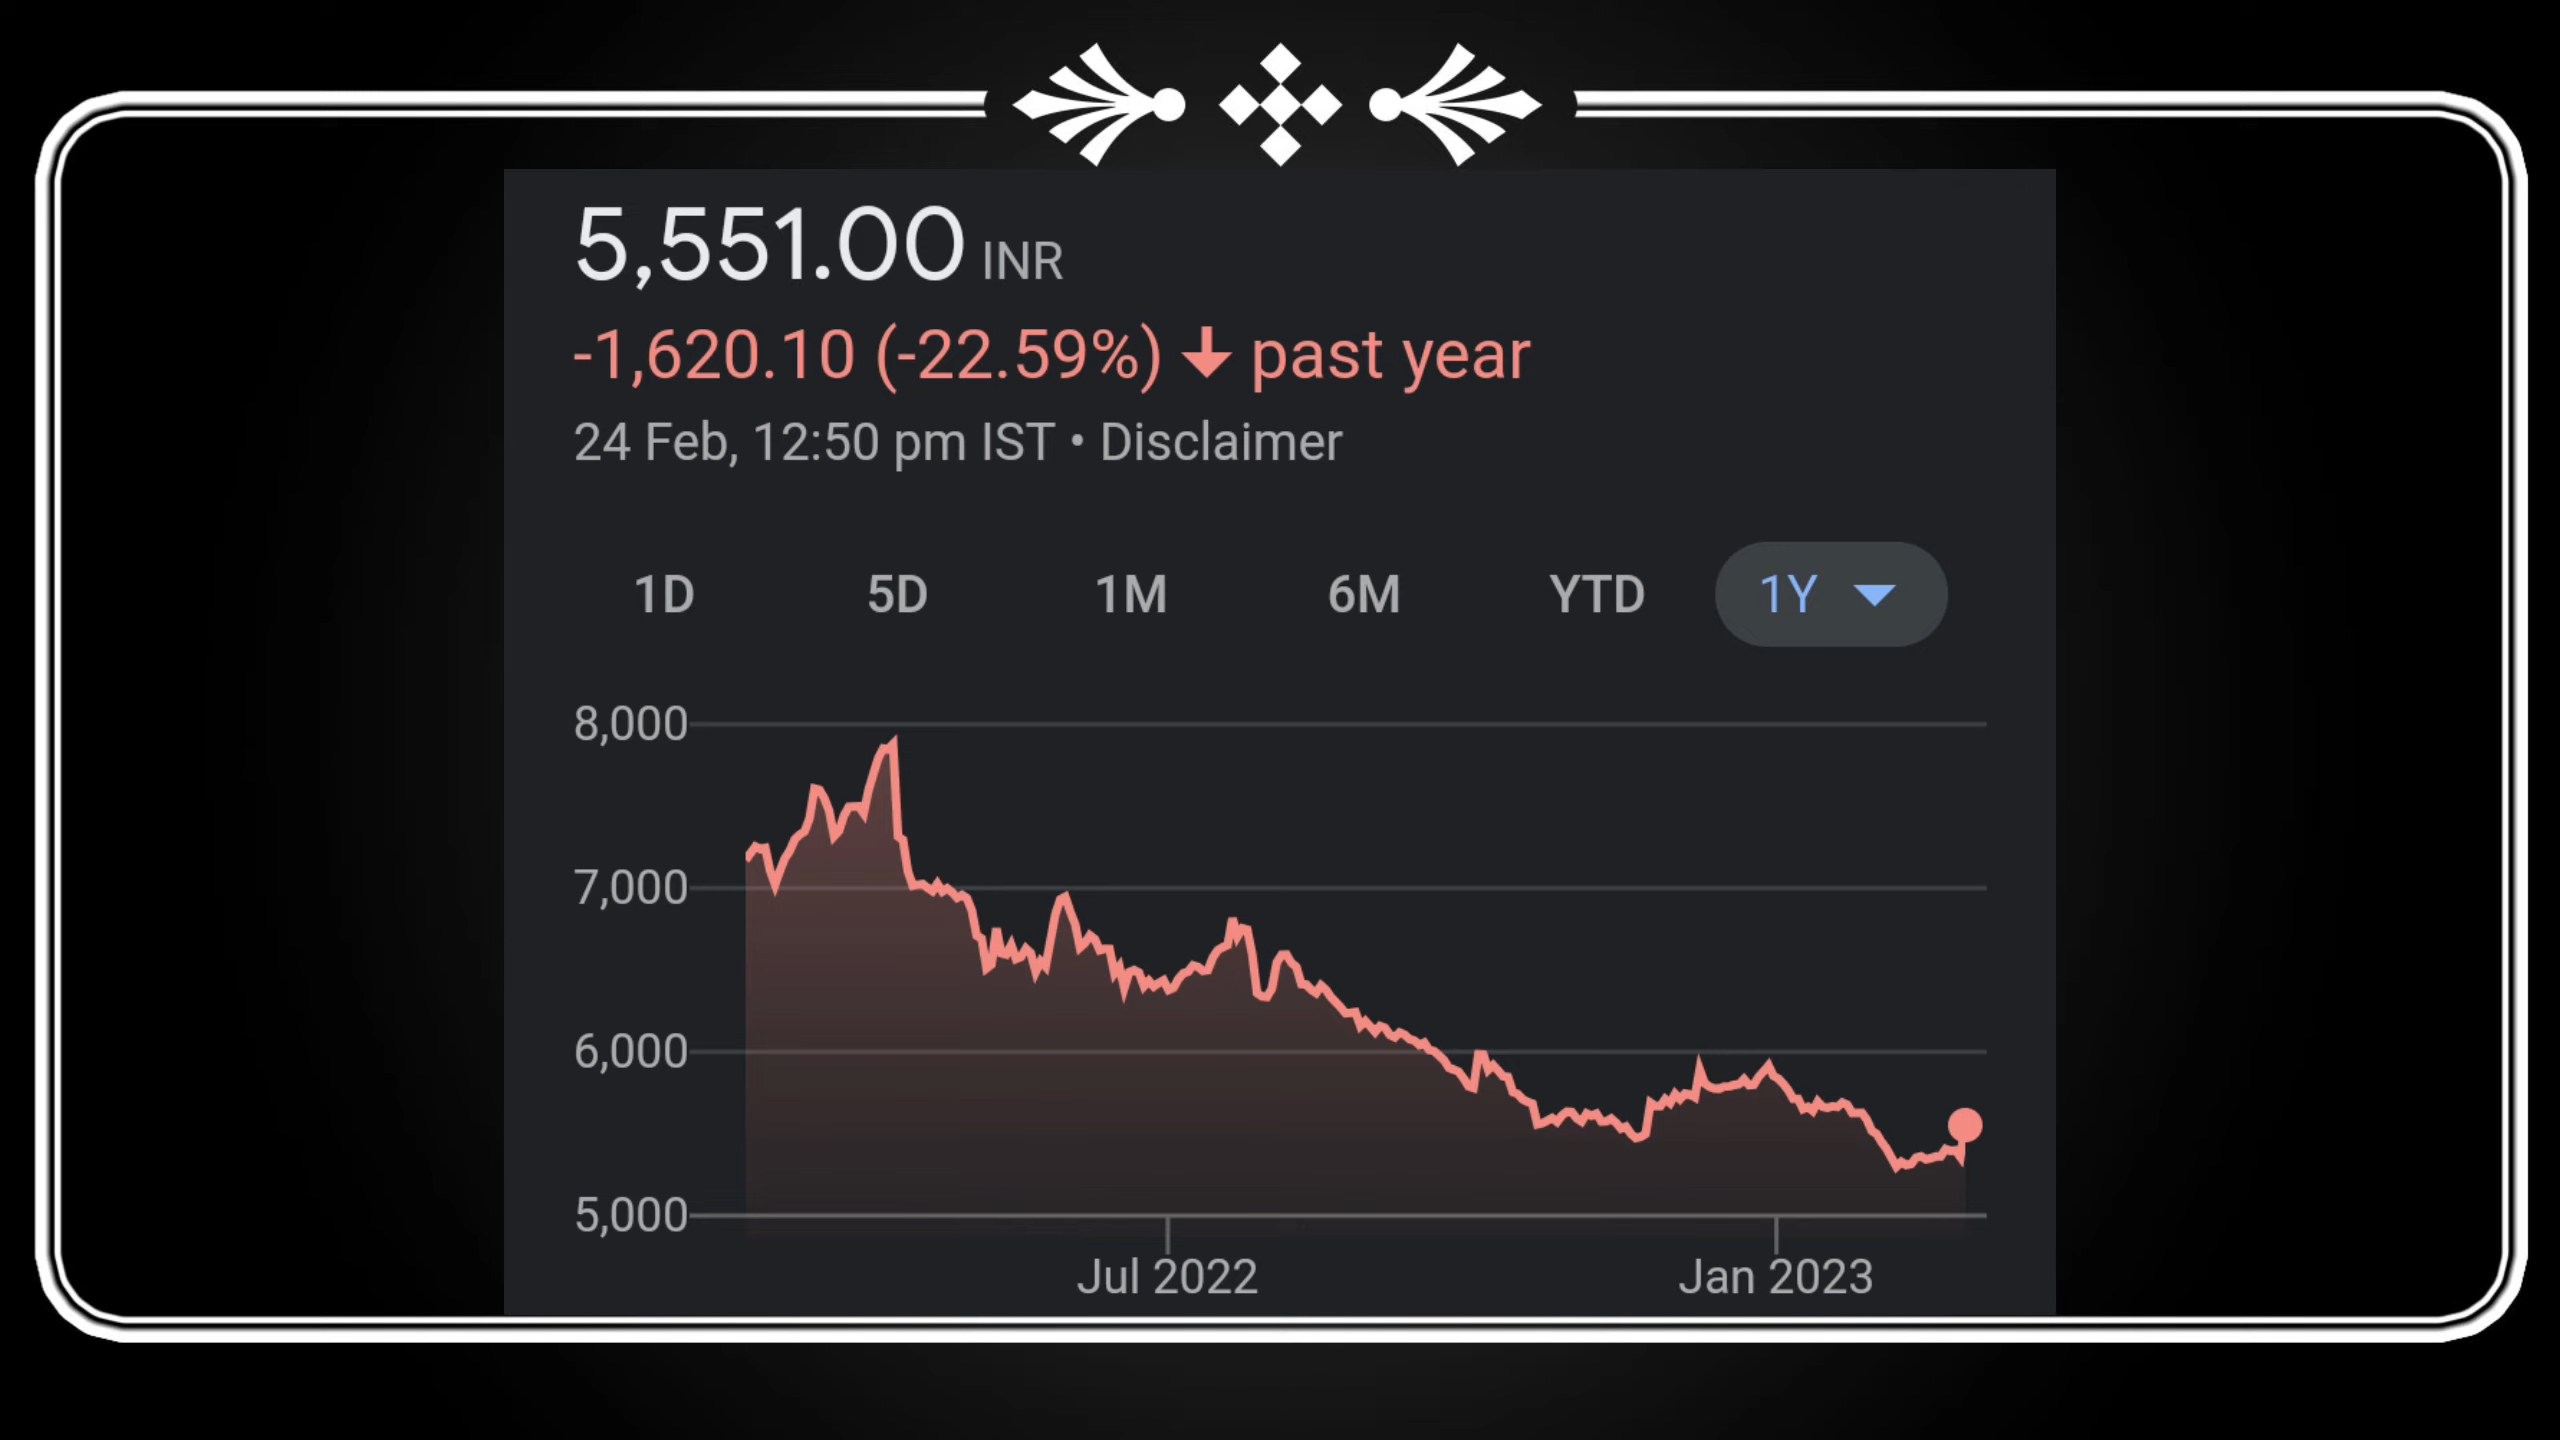 5,551.00 INR
-1,620.10 (-22.59%) ↓ past year
24 Feb, 12:50 pm IST • Disclaimer
1D 5D 1M 6M YTD 1Y
8,000
7,000
6,000
5,000
Jul 2022 Jan 2023